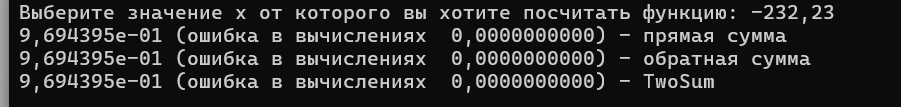 Выберите значение x от которого вы хотите посчитать функцию: -232,23
9,694395e-01 (ошибка в вычислениях  0,0000000000) - прямая сумма
9,694395e-01 (ошибка в вычислениях  0,0000000000) - обратная сумма
9,694395e-01 (ошибка в вычислениях  0,0000000000) - TwoSum